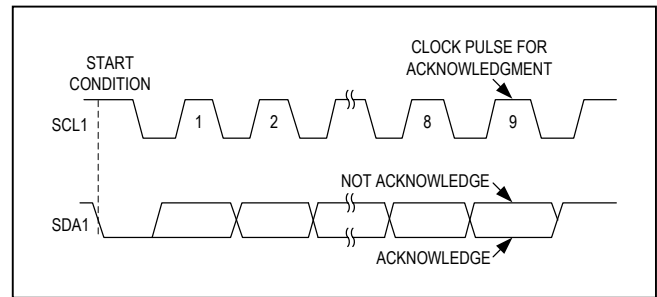 CLOCK PULSE FOR
ACKNOWLEDGMENT
START
CONDITION
SCL1
1
2
8
9
NOT ACKNOWLEDGE
SDA1
ACKNOWLEDGE